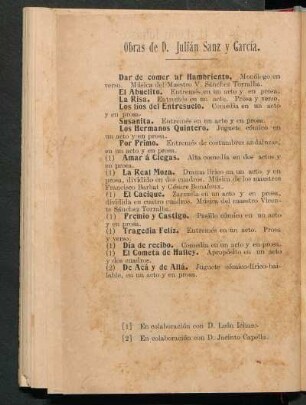 Obras de D. Julián Sanz y García.
Dar de comer al Hambriento. Monólogo en
verso. Música del Maestro V. Sánchez Torralba.
El Abuelito. Entremés en un acto y en prosa.
La Risa. Entremés en un acto. Prosa y verso.
Los tíos del Entresuelo. Comedia en un acto
y en prosa.
Susanita. Entremés en un acto y en prosa.
Los Hermanos Quintero. Juguete cómico en
un acto y en prosa.
Por Primo. Entremés de costumbres andaluzas,
en un acto y en prosa.
(1) Amar á Ciegas. Alta comedia en dos actos y
en prosa.
(1) La Real Moza. Drama lírico en un acto y en
prosa, dividido en dos cuadros. Música de los maestros
Francisco Barbat y César Bonafoux.
(1) El Cacique. Zarzuela en un acto y en prosa,
dividida en cuatro cuadros. Música del maestro Vicen-
te Sánchez Torralba.
(1) Premio y Castigo. Pasillo cómico en un acto
y en prosa.
(1) Tragedia Feliz. Entremés en un acto. Prosa
y verso.
(1) Día de recibo. Comedia en un acto y en prosa.
(1) El Cometa de Halley. Apropósito en un acto y
dos cuadros.
(2) De Acá y de Allá. Juguete cómico-lírico-bai-
lable, en un acto y en prosa.
[1] En colaboración con D. León
[2] En colaboración con D. Jacinto Capella.